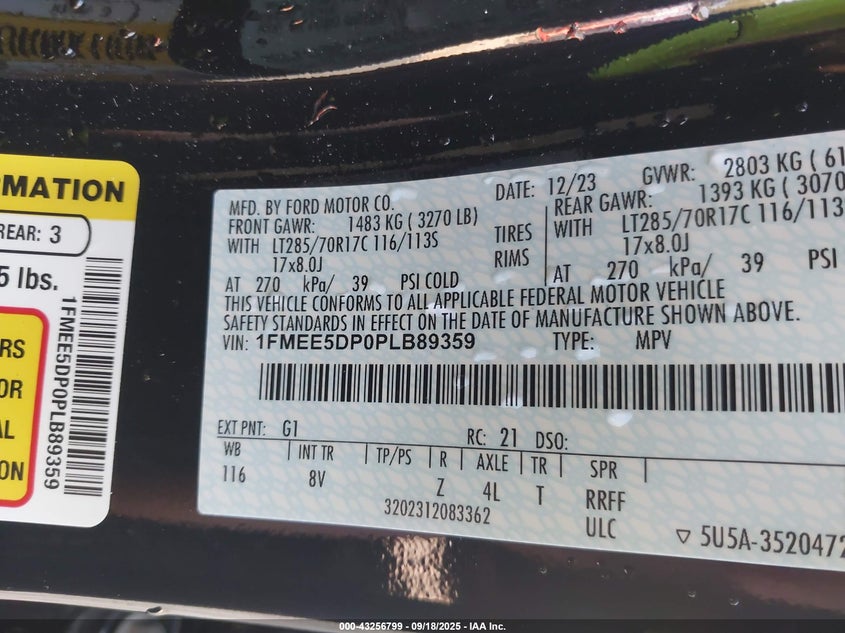 RMATION
REAR: 3
5 lbs.
RS
OR
AL
ON
1FMEE5DP0PLB89359
MFD. BY FORD MOTOR CO.
DATE: 12/23
GVWR: 2803 KG ( 61
FRONT GAWR: 1483 KG ( 3270 LB)
REAR GAWR: 1393 KG ( 3070
WITH LT285/70R17C 116/113S TIRES
WITH LT285/70R17C 116/113S
17x8.0J RIMS
17x8.0J
AT 270 kPa/ 39 PSI COLD
AT 270 kPa/ 39 PSI
THIS VEHICLE CONFORMS TO ALL APPLICABLE FEDERAL MOTOR VEHICLE
SAFETY STANDARDS IN EFFECT ON THE DATE OF MANUFACTURE SHOWN ABOVE.
VIN: 1FMEE5DP0PLB89359 TYPE: MPV
EXT PNT: G1 RC: 21 DSO:
WB INT TR TP/PS R AXLE TR SPR
116 8V Z 4L T RRFF
3202312083362 ULC
▽ 5U5A-3520472
000-43256799 - 09/18/2025 - IAA Inc.